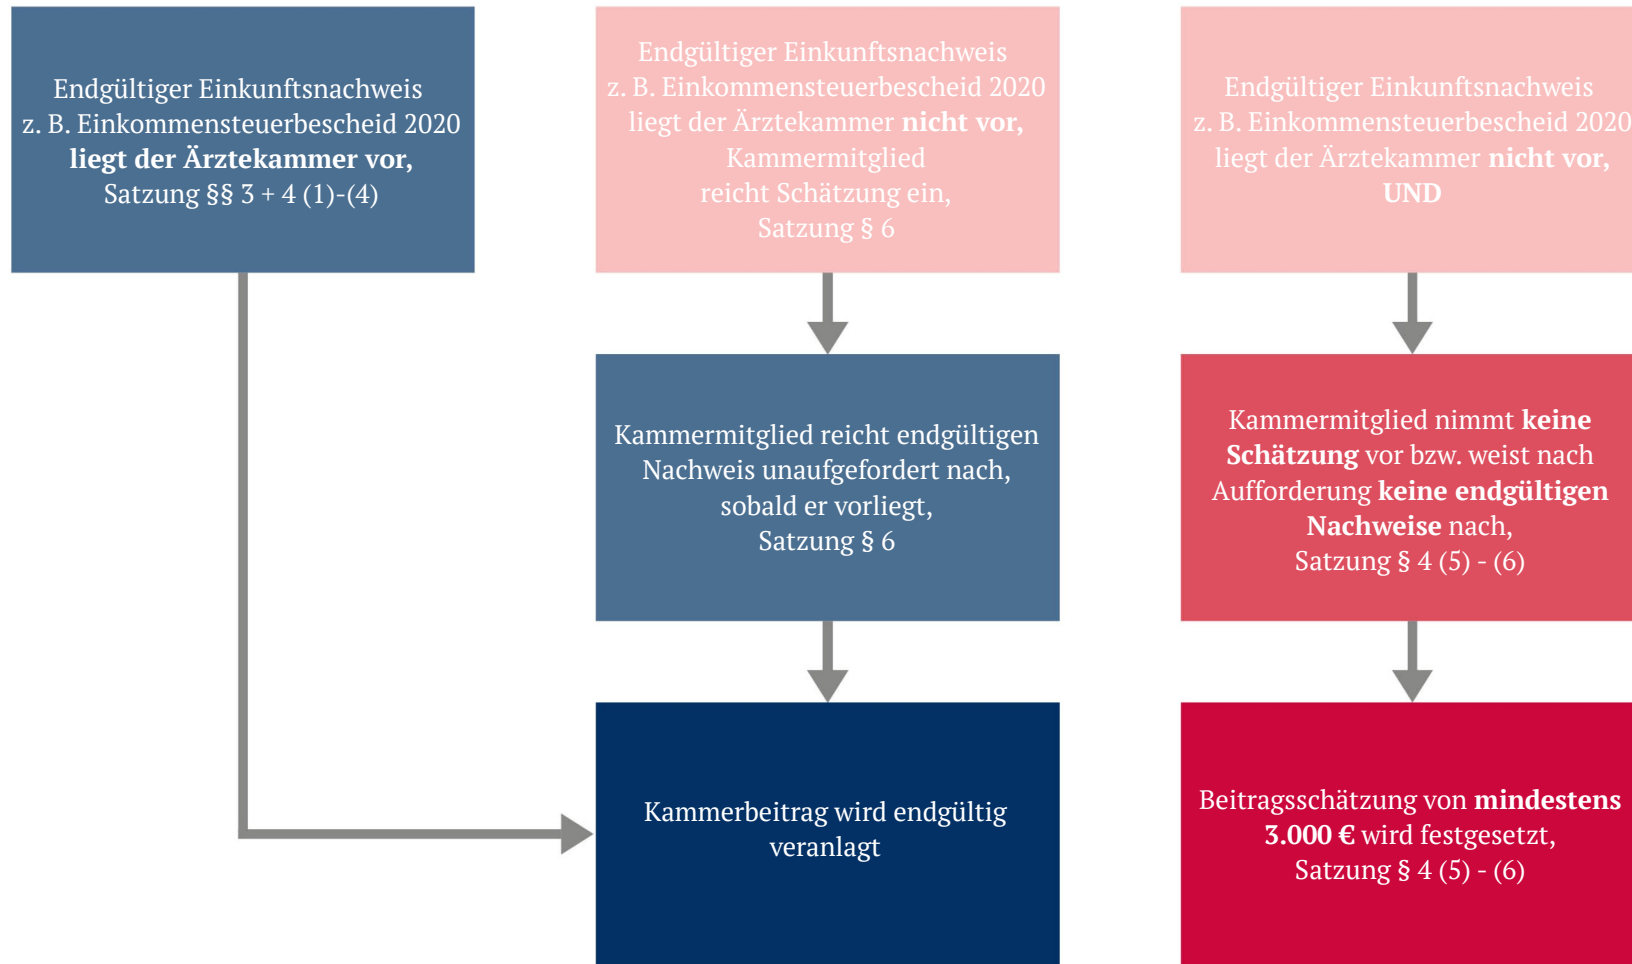 Endgültiger Einkunftsnachweis
z. B. Einkommensteuerbescheid 2020
liegt der Ärztekammer vor,
Satzung §§ 3 + 4 (1)-(4)
Endgültiger Einkunftsnachweis
z. B. Einkommensteuerbescheid 2020
liegt der Ärztekammer nicht vor,
Kammermitglied
reicht Schätzung ein,
Satzung § 6
Endgültiger Einkunftsnachweis
z. B. Einkommensteuerbescheid 2020
liegt der Ärztekammer nicht vor,
UND
Kammermitglied reicht endgültigen
Nachweis unaufgefordert nach,
sobald er vorliegt,
Satzung § 6
Kammermitglied nimmt keine
Schätzung vor bzw. weist nach
Aufforderung keine endgültigen
Nachweise nach,
Satzung § 4 (5) - (6)
Kammerbeitrag wird endgültig
veranlagt
Beitragsschätzung von mindestens
3.000 € wird festgesetzt,
Satzung § 4 (5) - (6)